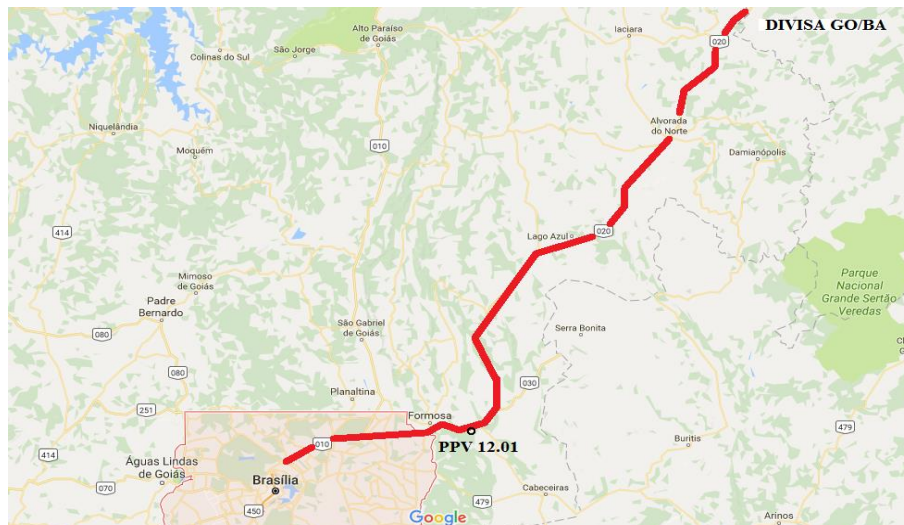 DIVISA GO/BA
Alto Paraíso
de Goiás
Iaciara
São Jorge
020
Colinas do Sul
Niquelândia
010
Alvorada
do Norte
Moquém
Damianópolis
414
Lago Azul
020
Mimoso
de Goiás
Parque
Nacional
Grande Sertão
Veredas
Padre
Bernardo
São Gabriel
de Goiás
Serra Bonita
080
080
Planaltina
030
251
Formosa
010
PPV 12.01
479
Buritis
414
Águas Lindas
de Goiás
Brasília
070
450
479
Cabeceiras
Google
Arinos